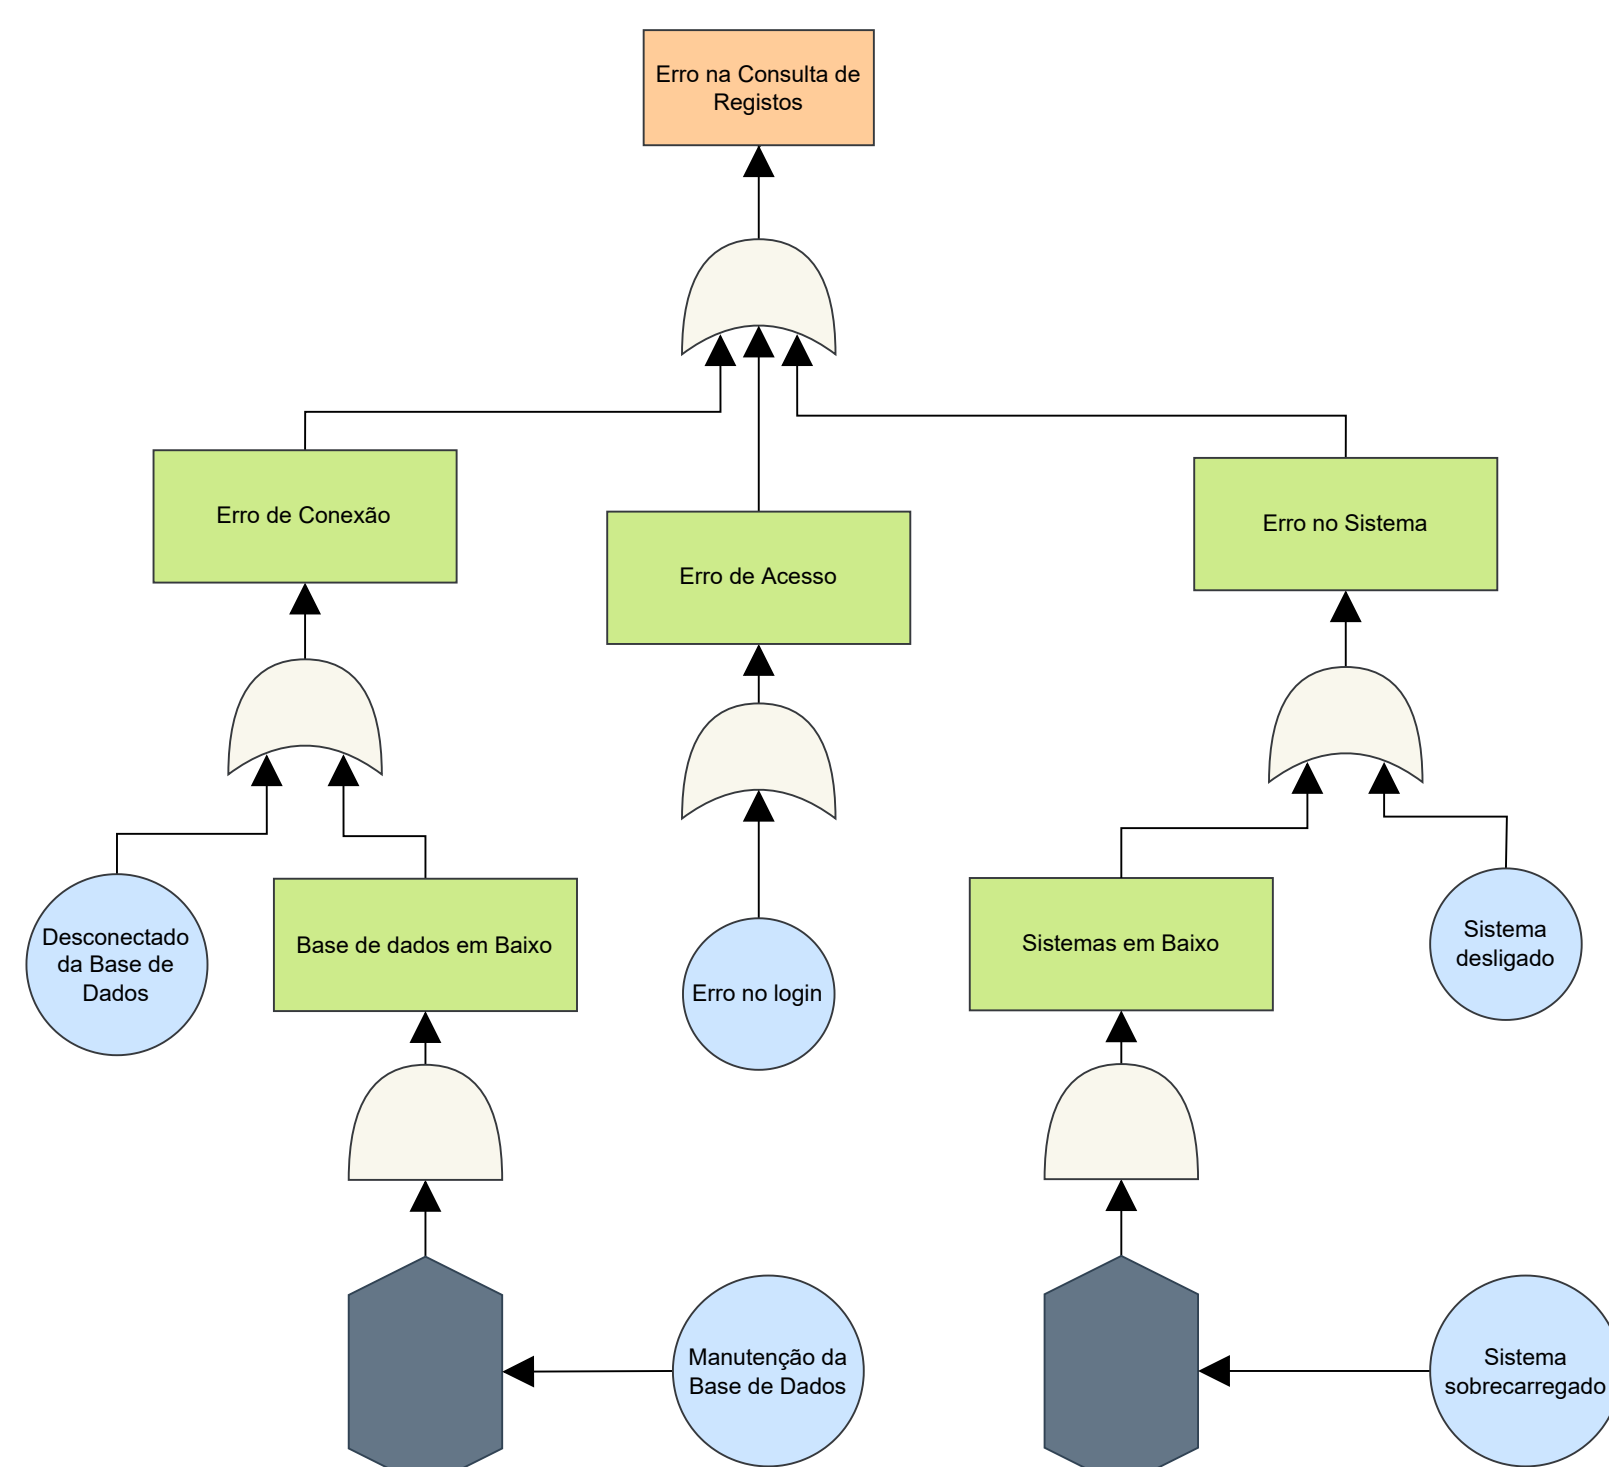 Erro na Consulta de
Registos
Erro de Conexão
Erro de Acesso
Erro no Sistema
Desconectado
da Base de
Dados
Base de dados em Baixo
Erro no login
Sistemas em Baixo
Sistema
desligado
Manutenção da
Base de Dados
Sistema
sobrecarregado